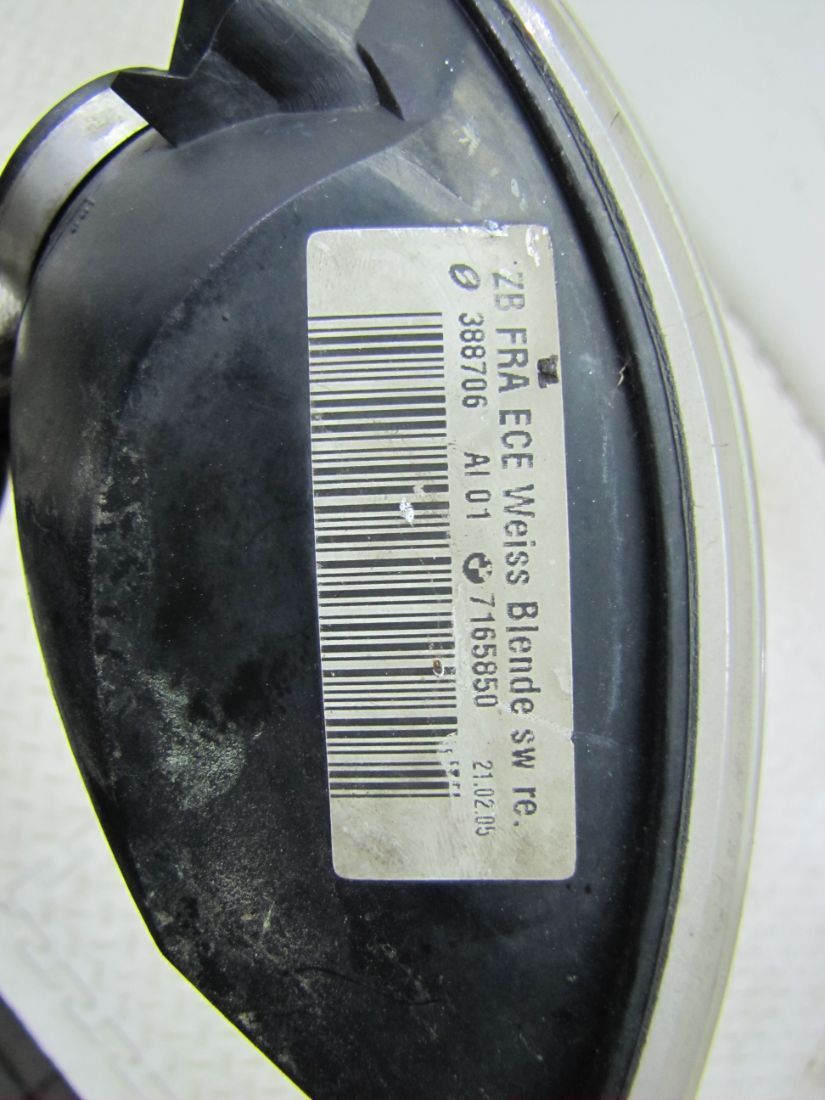 ZB FRA ECE Weiss Blende sw re.
388706 AI 01 7165850 21.02.05